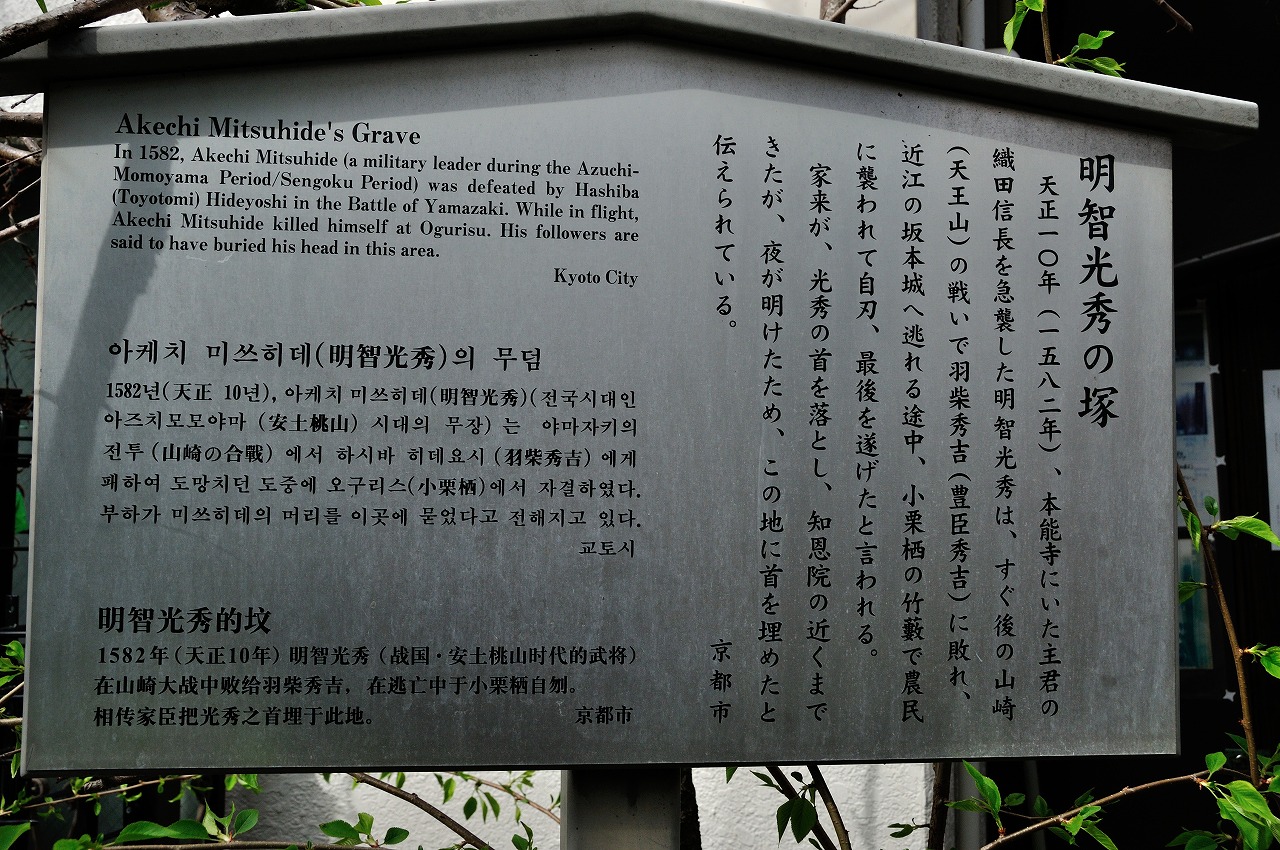 Akechi Mitsuhide's Grave
In 1582, Akechi Mitsuhide (a military leader during the Azuchi-
Momoyama Period/Sengoku Period) was defeated by Hashiba
(Toyotomi) Hideyoshi in the Battle of Yamazaki. While in flight,
Akechi Mitsuhide killed himself at Ogurisu. His followers are
said to have buried his head in this area.
Kyoto City
아케치 미쓰히데(明智光秀)의 무덤
1582년(天正 10년), 아케치 미쓰히데(明智光秀)(전국시대인
아즈치모모야마 (安土桃山) 시대의 무장) 는 야마자키의
전투 (山崎の合戰) 에서 하시바 히데요시 (羽柴秀吉) 에게
패하여 도망치던 도중에 오구리스(小栗栖)에서 자결하였다.
부하가 미쓰히데의 머리를 이곳에 묻었다고 전해지고 있다.
교토시
明智光秀的坟
1582年(天正10年) 明智光秀 (战国·安土桃山时代的武将)
在山崎大战中败给羽柴秀吉，在逃亡中于小栗栖自刎。
相传家臣把光秀之首埋于此地。 京都市
明智光秀の塚
天正一〇年（一五八二年）、本能寺にいた主君の
織田信長を急襲した明智光秀は、すぐ後の山崎
（天王山）の戦いで羽柴秀吉（豊臣秀吉）に敗れ、
近江の坂本城へ逃れる途中、小栗栖の竹藪で農民
に襲われて自刃、最後を遂げたと言われる。
家来が、光秀の首を落とし、知恩院の近くまで
きたが、夜が明けたため、この地に首を埋めたと
伝えられている。 京都市